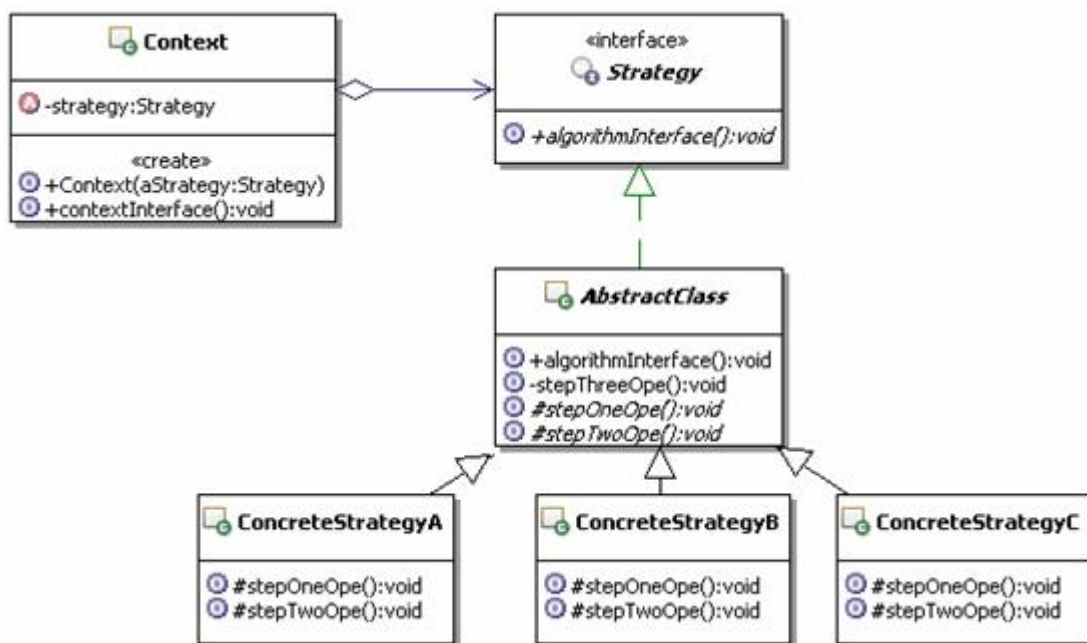 Context
-strategy:Strategy
«create»
+Context(aStrategy:Strategy)
+contextInterface():void
«interface»
Strategy
+algorithmInterface():void
AbstractClass
+algorithmInterface():void
-stepThreeOpe():void
#stepOneOpe():void
#stepTwoOpe():void
ConcreteStrategyA
#stepOneOpe():void
#stepTwoOpe():void
ConcreteStrategyB
#stepOneOpe():void
#stepTwoOpe():void
ConcreteStrategyC
#stepOneOpe():void
#stepTwoOpe():void